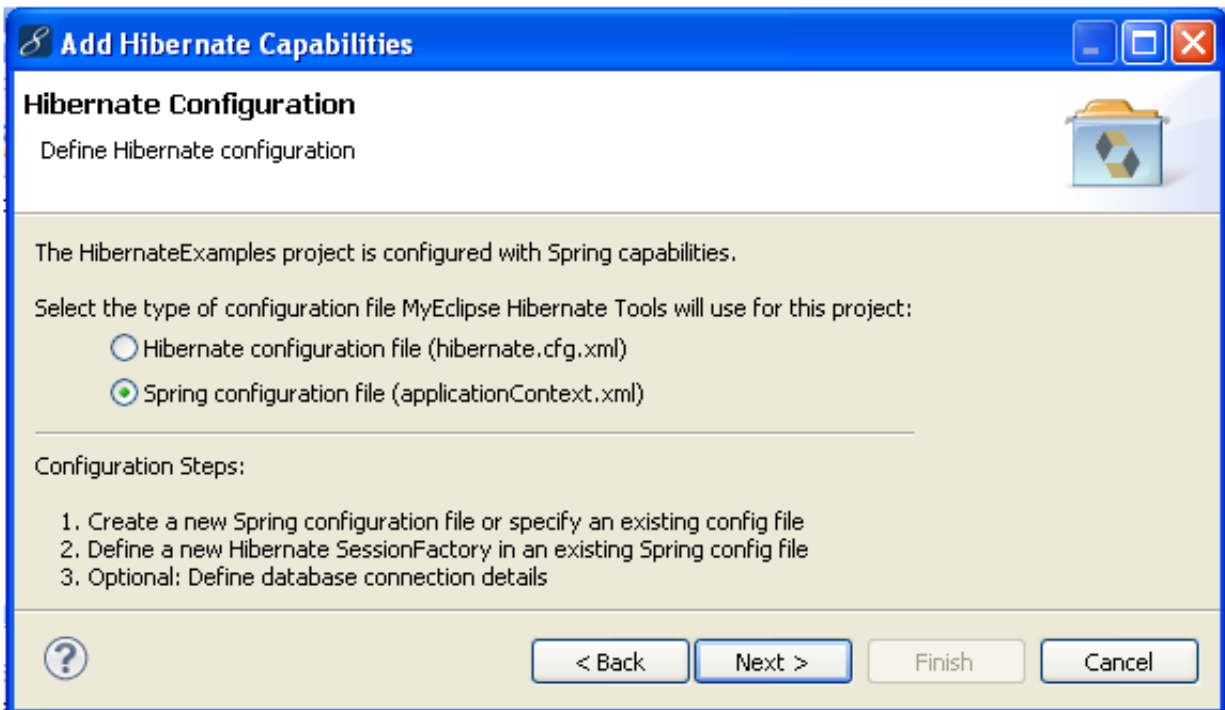 Add Hibernate Capabilities
Hibernate Configuration
Define Hibernate configuration
The HibernateExamples project is configured with Spring capabilities.
Select the type of configuration file MyEclipse Hibernate Tools will use for this project:
Hibernate configuration file (hibernate.cfg.xml)
Spring configuration file (applicationContext.xml)
Configuration Steps:
1. Create a new Spring configuration file or specify an existing config file
2. Define a new Hibernate SessionFactory in an existing Spring config file
3. Optional: Define database connection details
? < Back Next > Finish Cancel